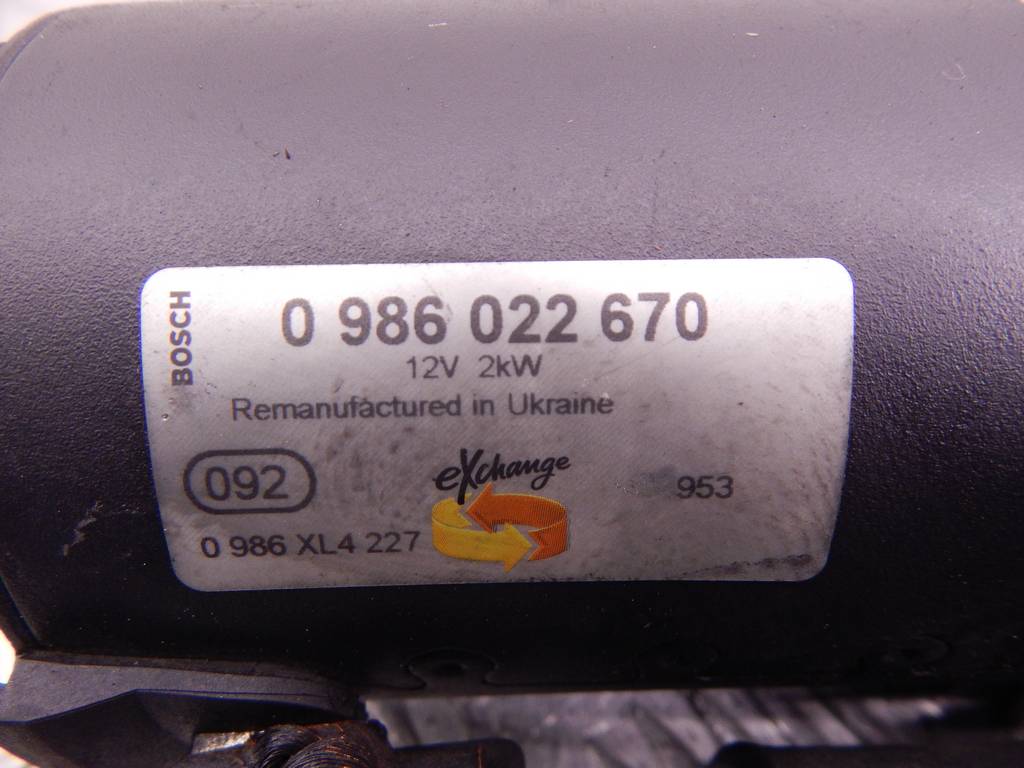 BOSCH
0 986 022 670
12V 2kW
Remanufactured in Ukraine
092
eXchange
953
0 986 XL4 227